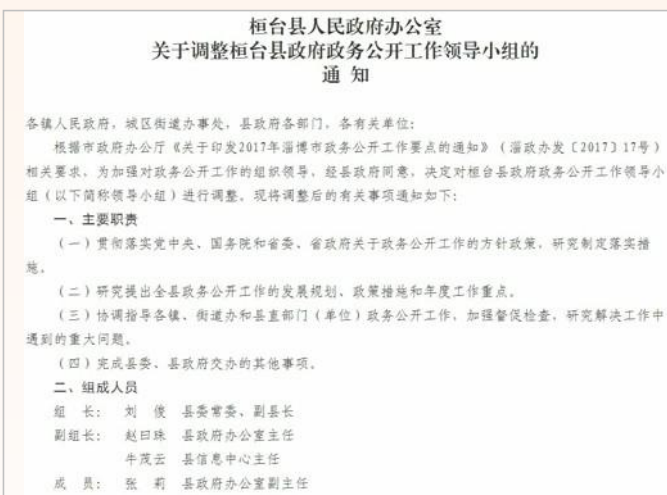 桓台县人民政府办公室
关于调整桓台县政府政务公开工作领导小组的
通 知
各镇人民政府，城区街道办事处，县政府各部门，各有关单位：
根据市政府办公厅《关于印发2017年淄博市政务公开工作要点的通知》（淄政办发〔2017〕17号）
相关要求，为加强对政务公开工作的组织领导，经县政府同意，决定对桓台县政府政务公开工作领导小
组（以下简称领导小组）进行调整。现将调整后的有关事项通知如下：
一、主要职责
（一）贯彻落实党中央、国务院和省委、省政府关于政务公开工作的方针政策，研究制定落实措
施。
（二）研究提出全县政务公开工作的发展规划、政策措施和年度工作重点。
（三）协调指导各镇、街道办和县直部门（单位）政务公开工作，加强督促检查，研究解决工作中
遇到的重大问题。
（四）完成县委、县政府交办的其他事项。
二、组成人员
组 长： 刘 俊 县委常委、副县长
副组长： 赵曰珠 县政府办公室主任
牛茂云 县信息中心主任
成 员： 张 莉 县政府办公室副主任